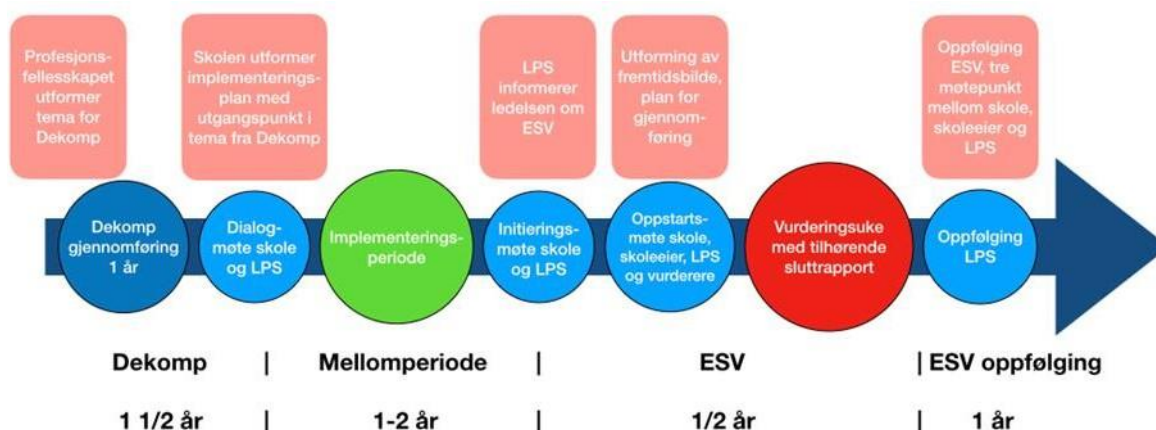 Profesjons-
fellesskapet
utformer
tema for
Dekomp
Skolen utformer
implementerings-
plan med
utgangspunkt i
tema fra Dekomp
LPS
informerer
ledelsen om
ESV
Utforming av
fremtidsbilde,
plan for
gjennom-
føring
Oppfølging
ESV, tre
møtepunkt
mellom skole,
skoleeier og
LPS
Dekomp
gjennomføring
1 år
Dialog-
møte skole
og LPS
Implementerings-
periode
Initierings-
møte skole
og LPS
Oppstarts-
møte skole,
skoleeier, LPS
og vurderere
Vurderingsuke
med tilhørende
sluttrapport
Oppfølging
LPS
Dekomp | Mellomperiode | ESV | ESV oppfølging
1 1/2 år | 1-2 år | 1/2 år | 1 år